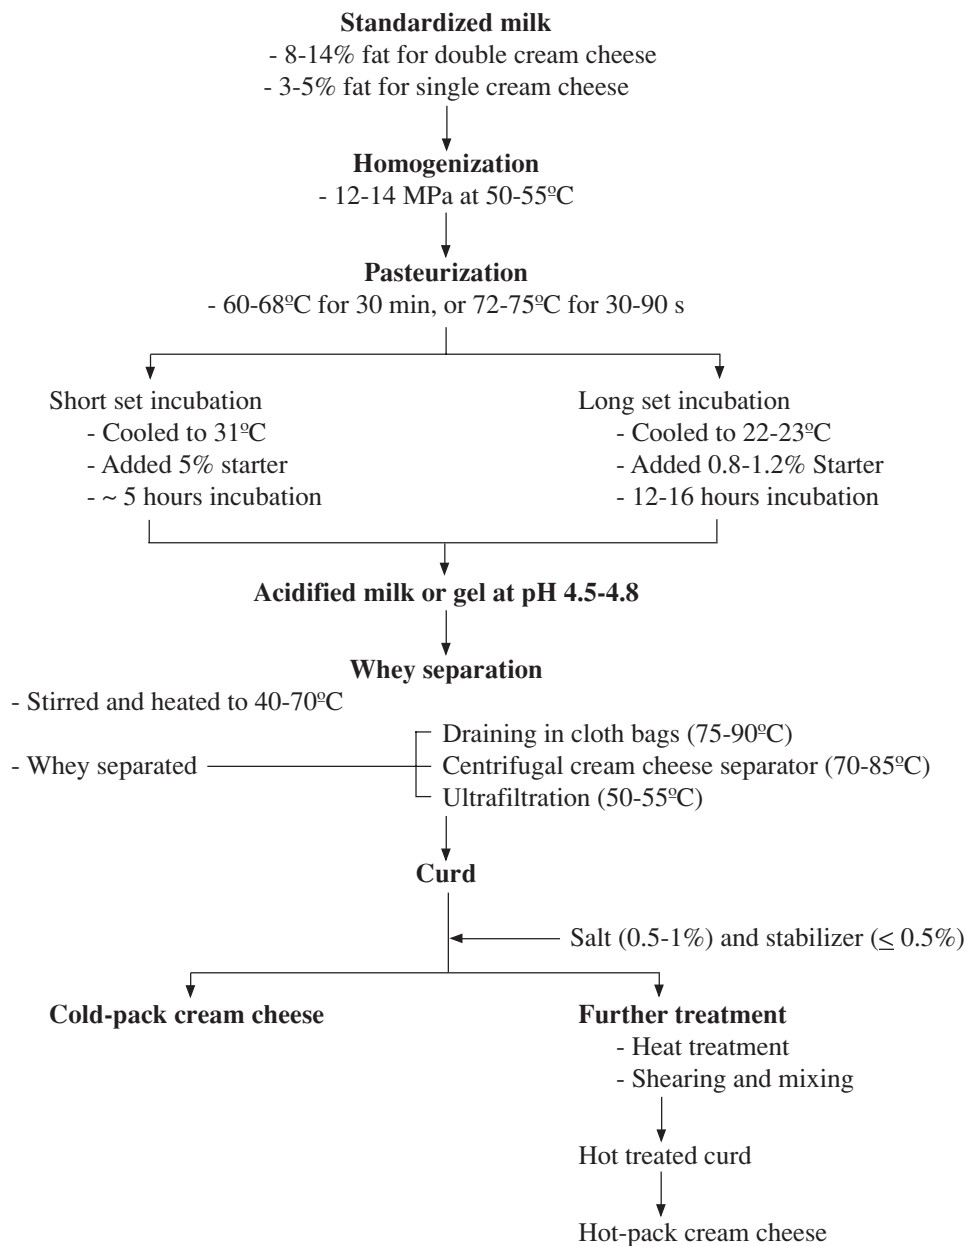 Standardized milk
- 8-14% fat for double cream cheese
- 3-5% fat for single cream cheese
Homogenization
- 12-14 MPa at 50-55ºC
Pasteurization
- 60-68ºC for 30 min, or 72-75ºC for 30-90 s
Short set incubation
- Cooled to 31ºC
- Added 5% starter
- ~ 5 hours incubation
Long set incubation
- Cooled to 22-23ºC
- Added 0.8-1.2% Starter
- 12-16 hours incubation
Acidified milk or gel at pH 4.5-4.8
Whey separation
- Stirred and heated to 40-70ºC
- Whey separated
Draining in cloth bags (75-90ºC)
Centrifugal cream cheese separator (70-85ºC)
Ultrafiltration (50-55ºC)
Curd
Salt (0.5-1%) and stabilizer (≤ 0.5%)
Cold-pack cream cheese
Further treatment
- Heat treatment
- Shearing and mixing
Hot treated curd
Hot-pack cream cheese